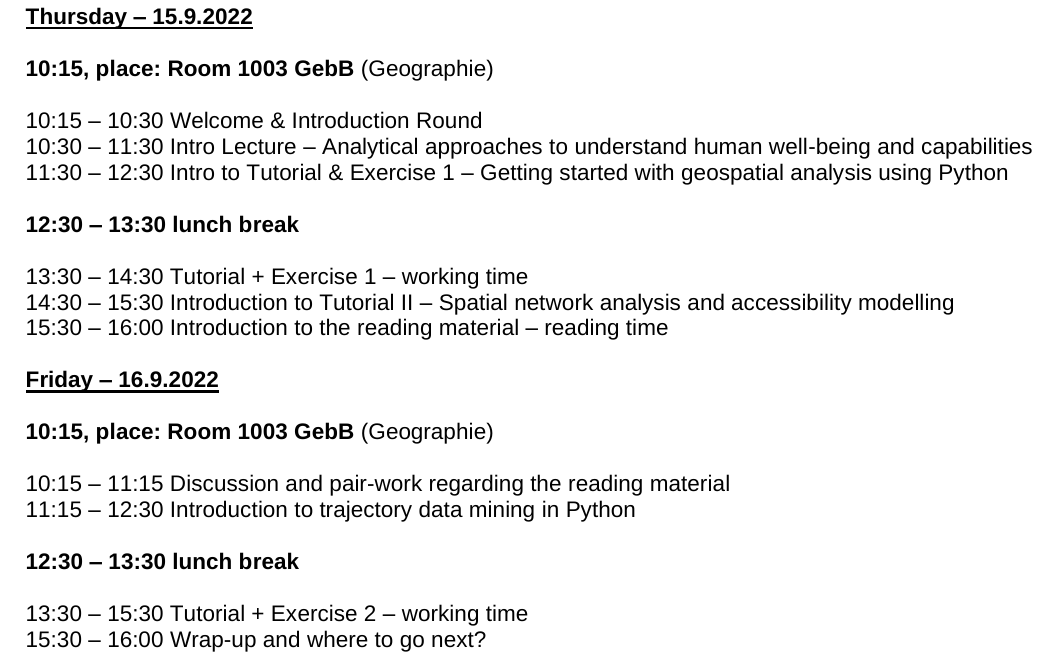 Thursday – 15.9.2022
10:15, place: Room 1003 GebB (Geographie)
10:15 – 10:30 Welcome & Introduction Round
10:30 – 11:30 Intro Lecture – Analytical approaches to understand human well-being and capabilities
11:30 – 12:30 Intro to Tutorial & Exercise 1 – Getting started with geospatial analysis using Python
12:30 – 13:30 lunch break
13:30 – 14:30 Tutorial + Exercise 1 – working time
14:30 – 15:30 Introduction to Tutorial II – Spatial network analysis and accessibility modelling
15:30 – 16:00 Introduction to the reading material – reading time
Friday – 16.9.2022
10:15, place: Room 1003 GebB (Geographie)
10:15 – 11:15 Discussion and pair-work regarding the reading material
11:15 – 12:30 Introduction to trajectory data mining in Python
12:30 – 13:30 lunch break
13:30 – 15:30 Tutorial + Exercise 2 – working time
15:30 – 16:00 Wrap-up and where to go next?